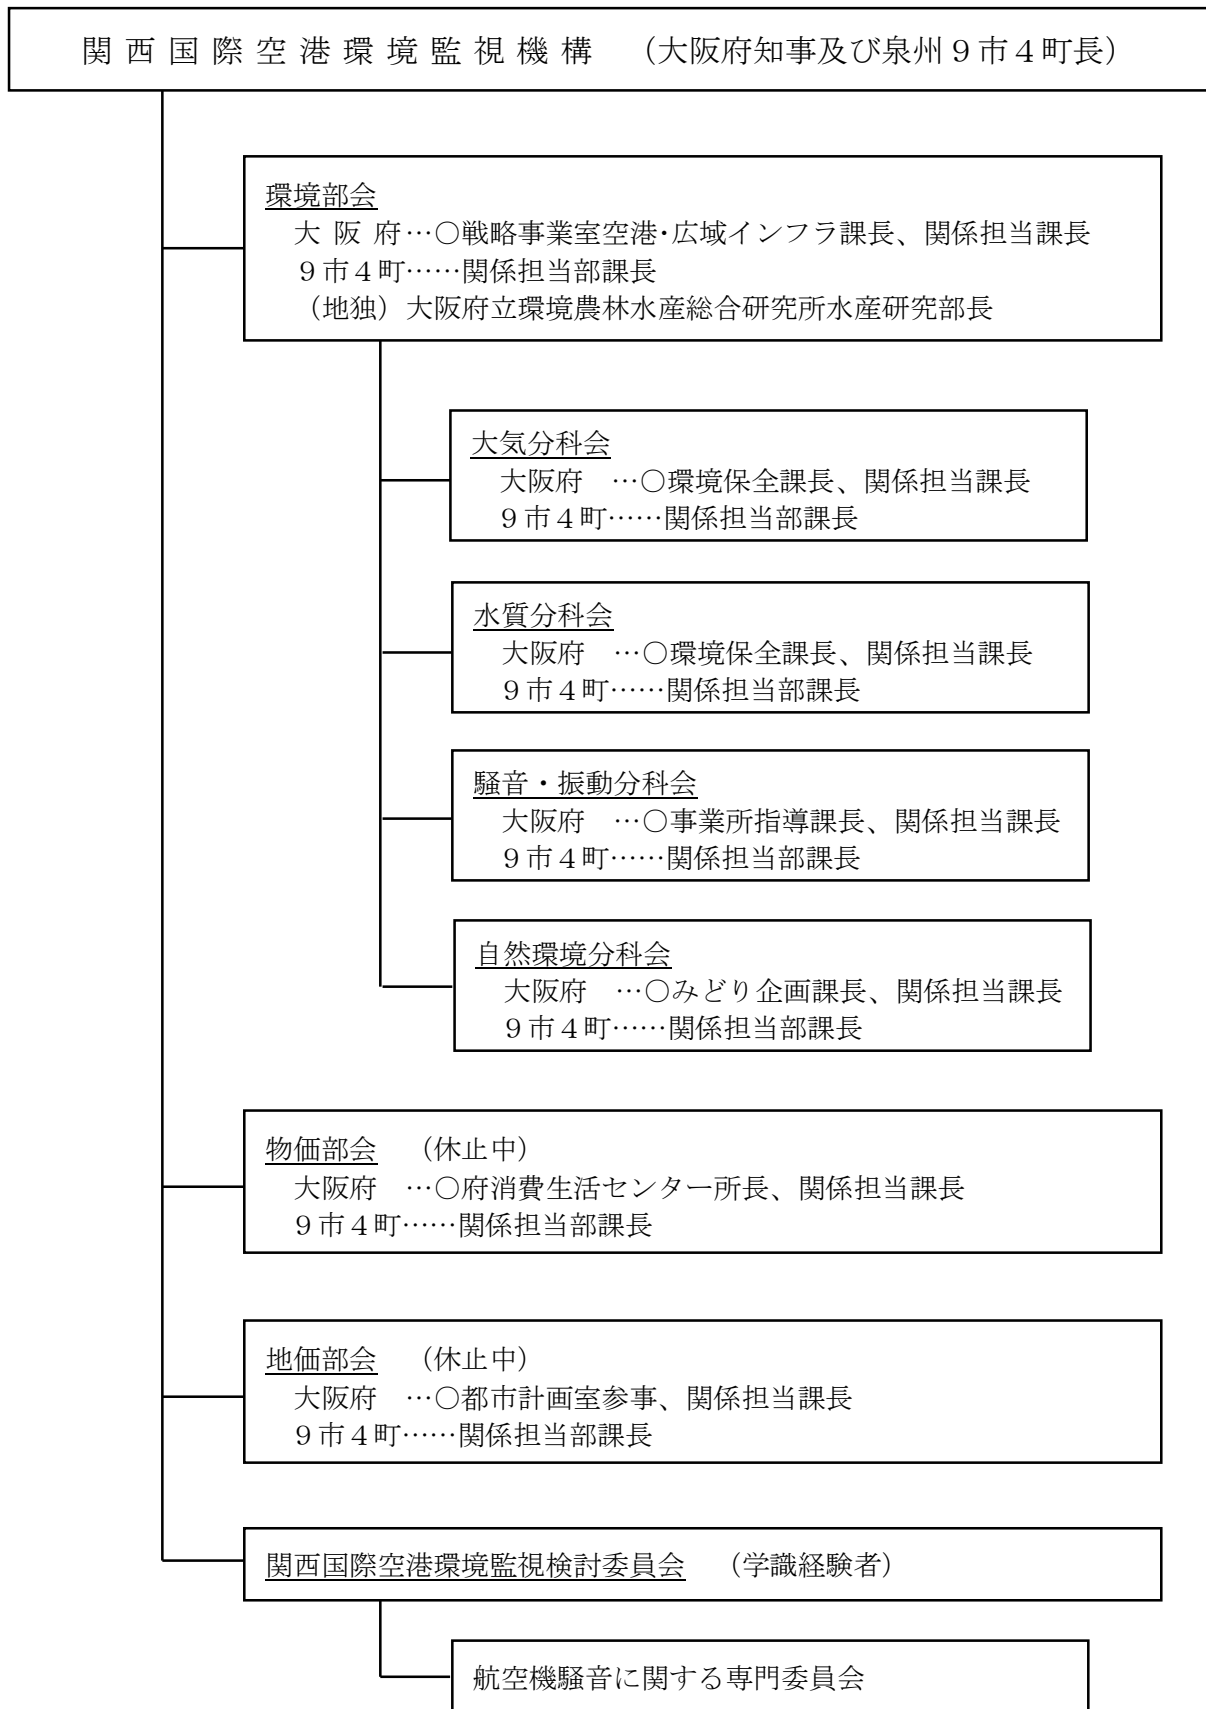 関西国際空港環境監視機構　（大阪府知事及び泉州９市４町長）
環境部会
大 阪 府…○戦略事業室空港・広域インフラ課長、関係担当課長
９市４町……関係担当部課長
（地独）大阪府立環境農林水産総合研究所水産研究部長
大気分科会
大阪府　…○環境保全課長、関係担当課長
９市４町……関係担当部課長
水質分科会
大阪府　…○環境保全課長、関係担当課長
９市４町……関係担当部課長
騒音・振動分科会
大阪府　…○事業所指導課長、関係担当課長
９市４町……関係担当部課長
自然環境分科会
大阪府　…○みどり企画課長、関係担当課長
９市４町……関係担当部課長
物価部会　（休止中）
大阪府　…○府消費生活センター所長、関係担当課長
９市４町……関係担当部課長
地価部会　（休止中）
大阪府　…○都市計画室参事、関係担当課長
９市４町……関係担当部課長
関西国際空港環境監視検討委員会　（学識経験者）
航空機騒音に関する専門委員会